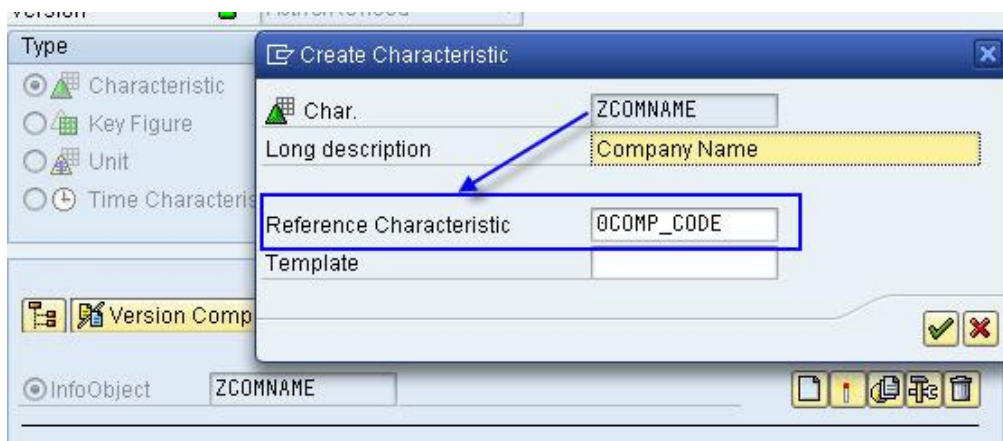 Type
Characteristic
Key Figure
Unit
Time Characteris
Create Characteristic
Char. ZCOMNAME
Long description Company Name
Reference Characteristic 0COMP_CODE
Template
Version Comp
InfoObject ZCOMNAME